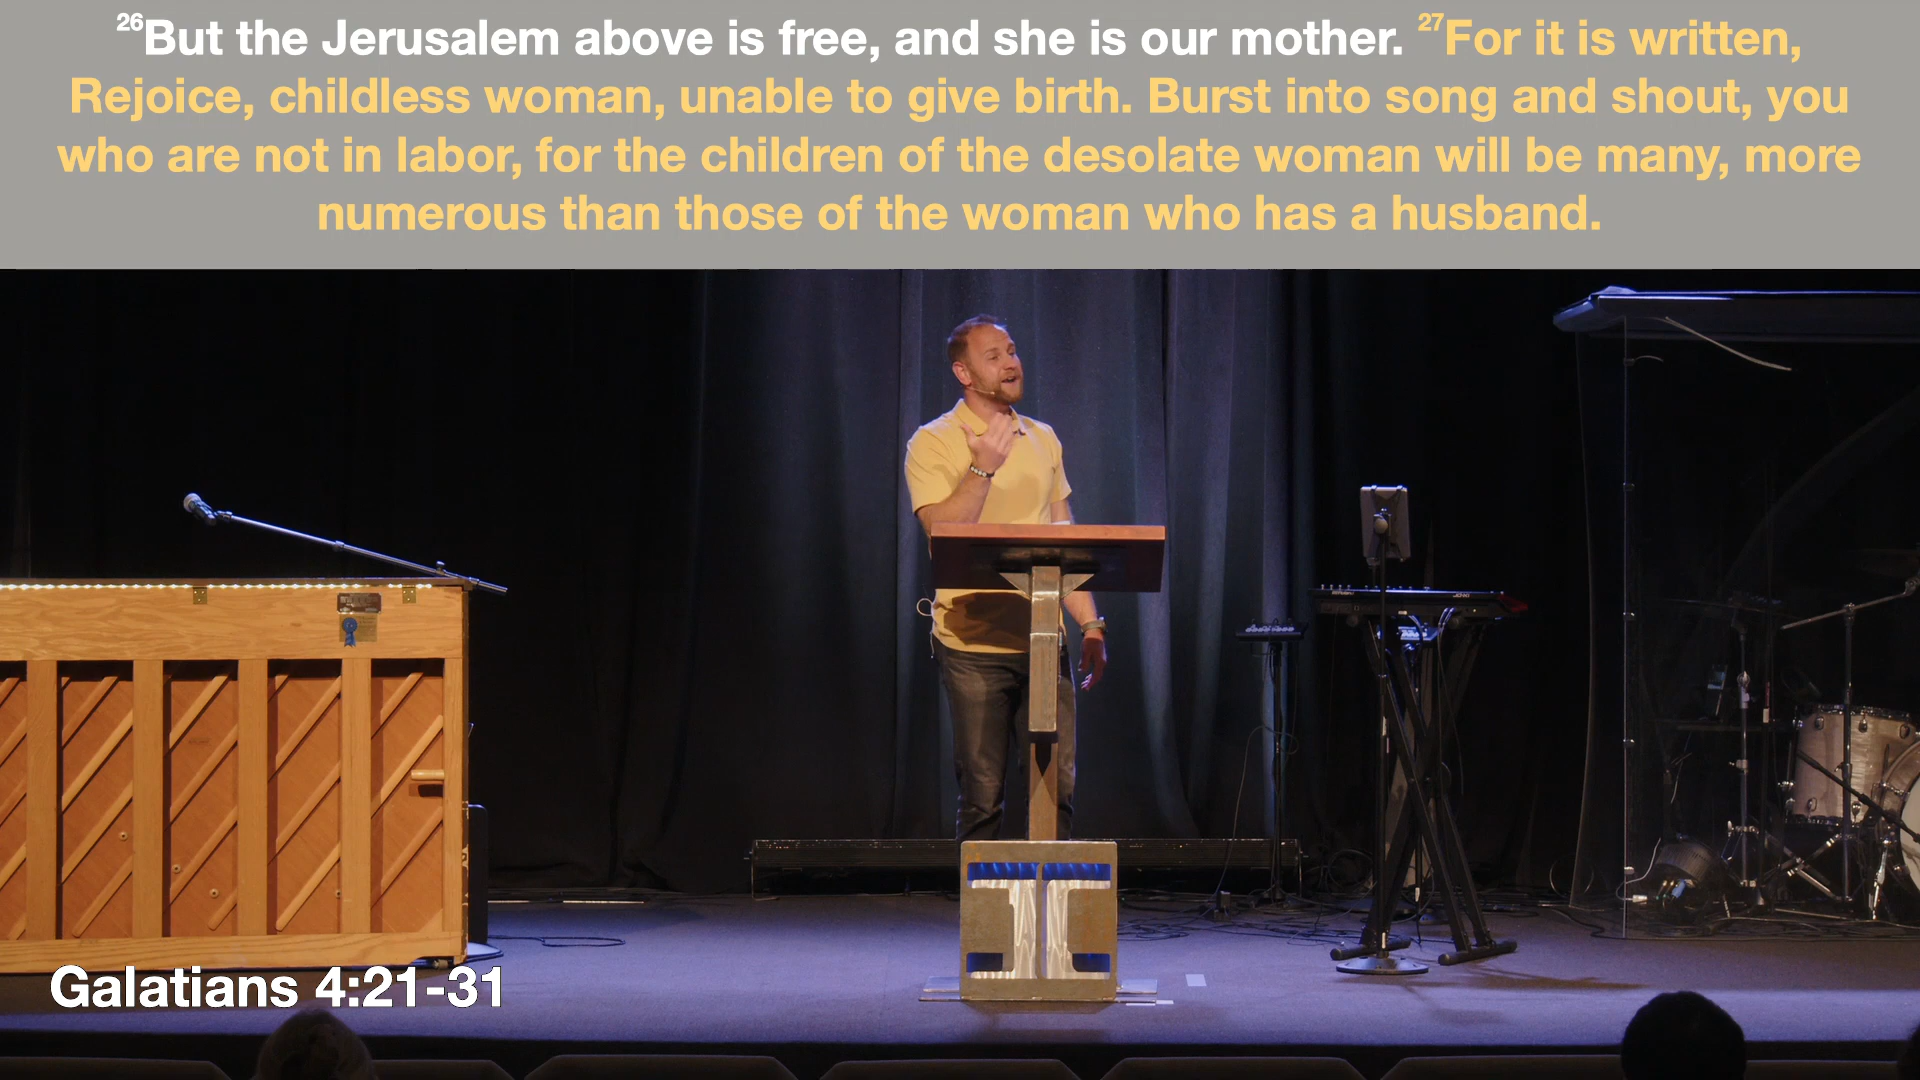 ²⁶But the Jerusalem above is free, and she is our mother. ²⁷For it is written,
Rejoice, childless woman, unable to give birth. Burst into song and shout, you
who are not in labor, for the children of the desolate woman will be many, more
numerous than those of the woman who has a husband.
Galatians 4:21-31